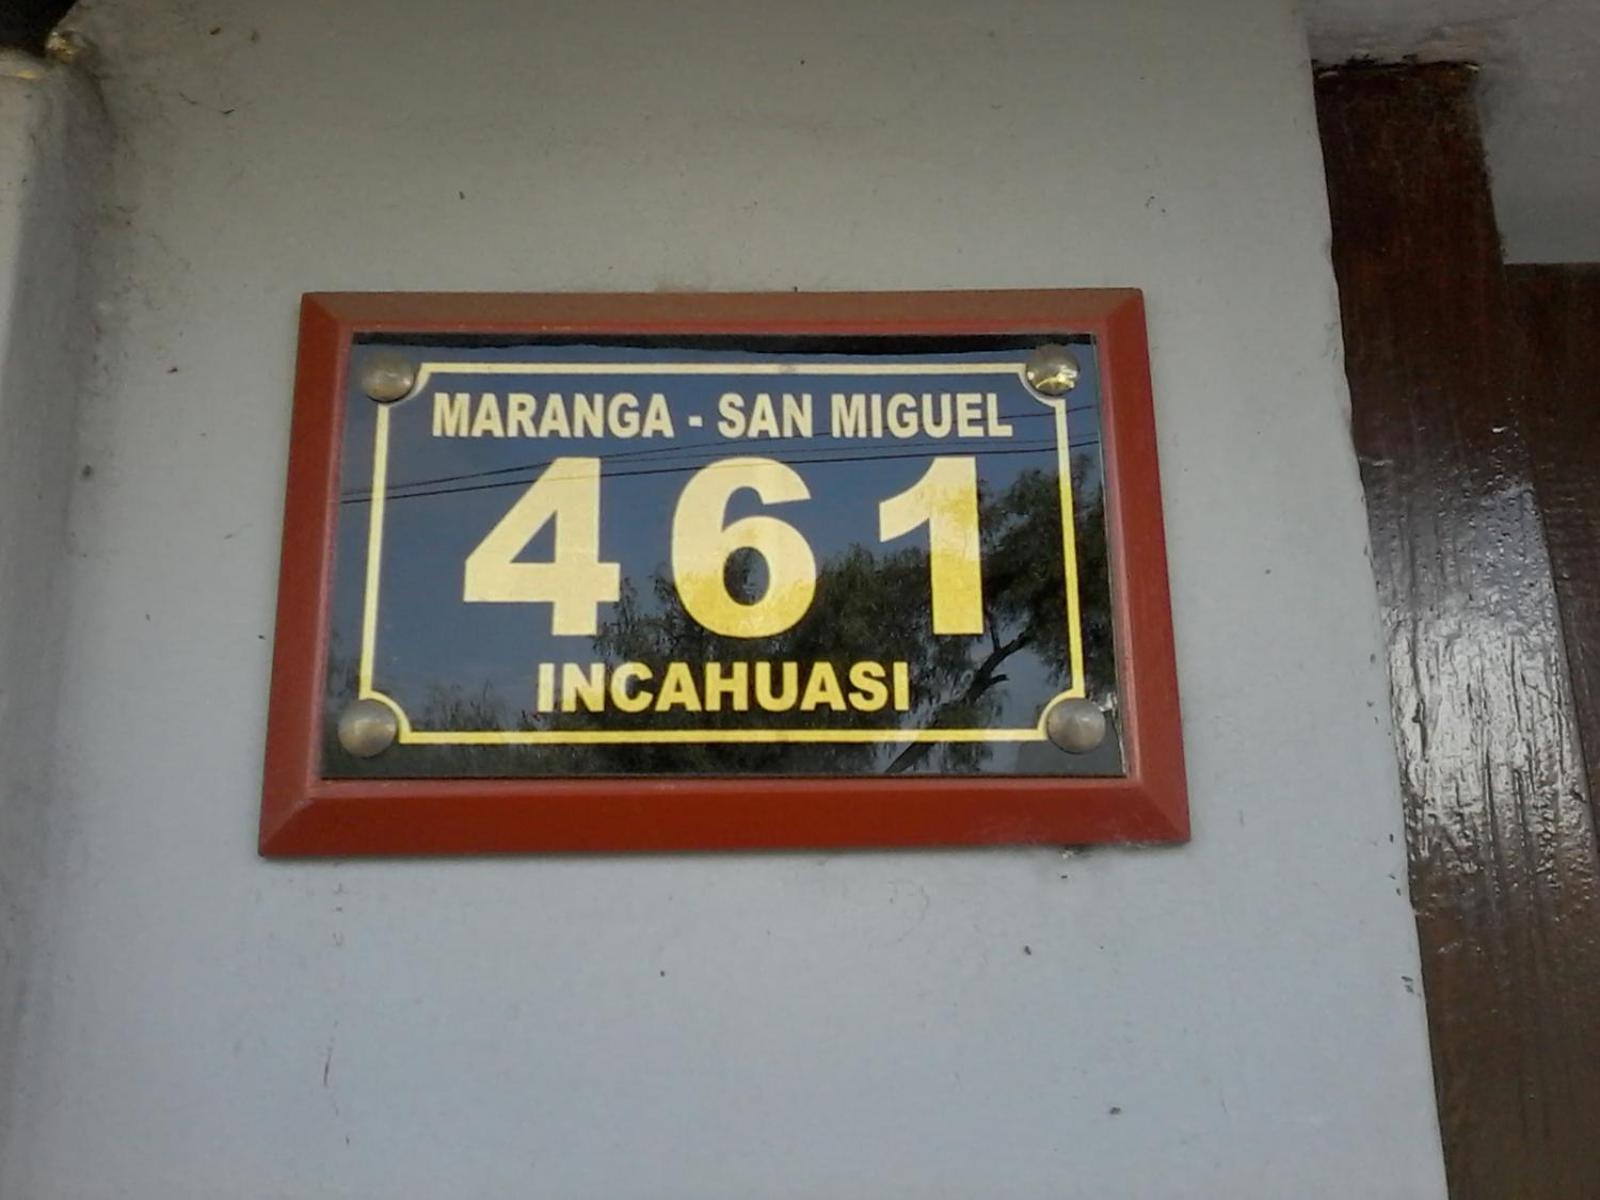 MARANGA - SAN MIGUEL
461
INCAHUASI